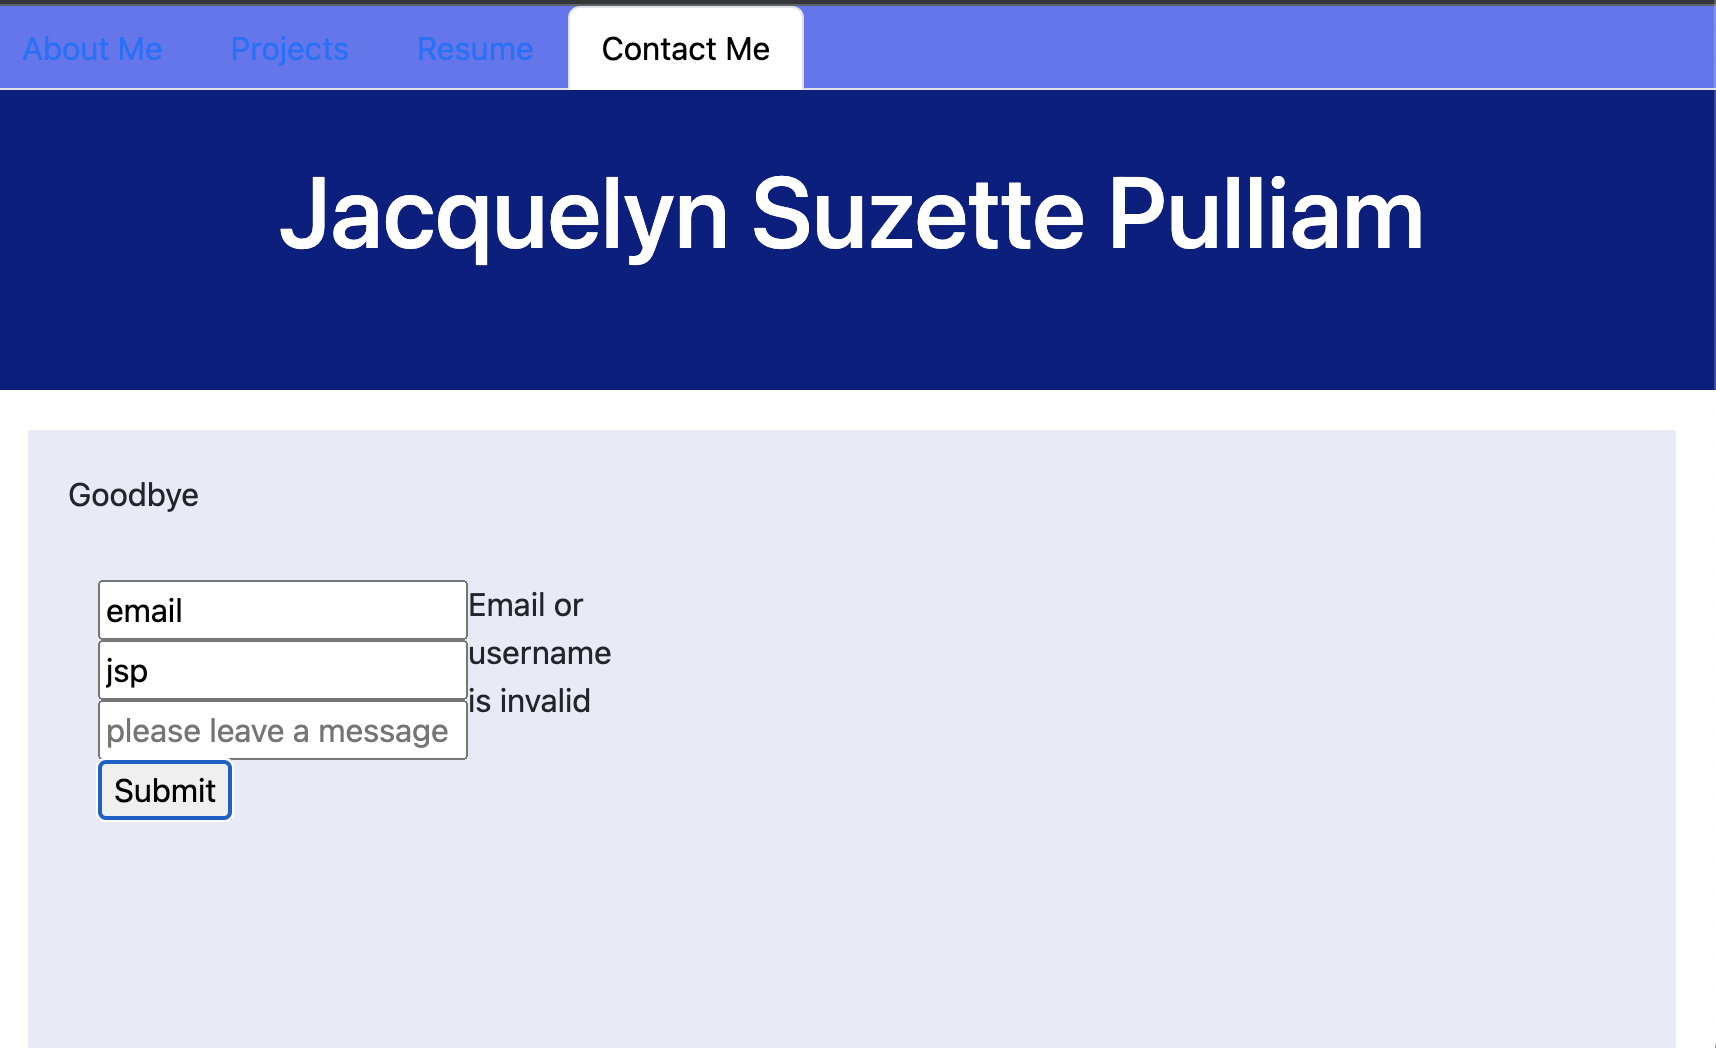 About Me Projects Resume Contact Me
Jacquelyn Suzette Pulliam
Goodbye
email
jsp
please leave a message
Submit
Email or
username
is invalid